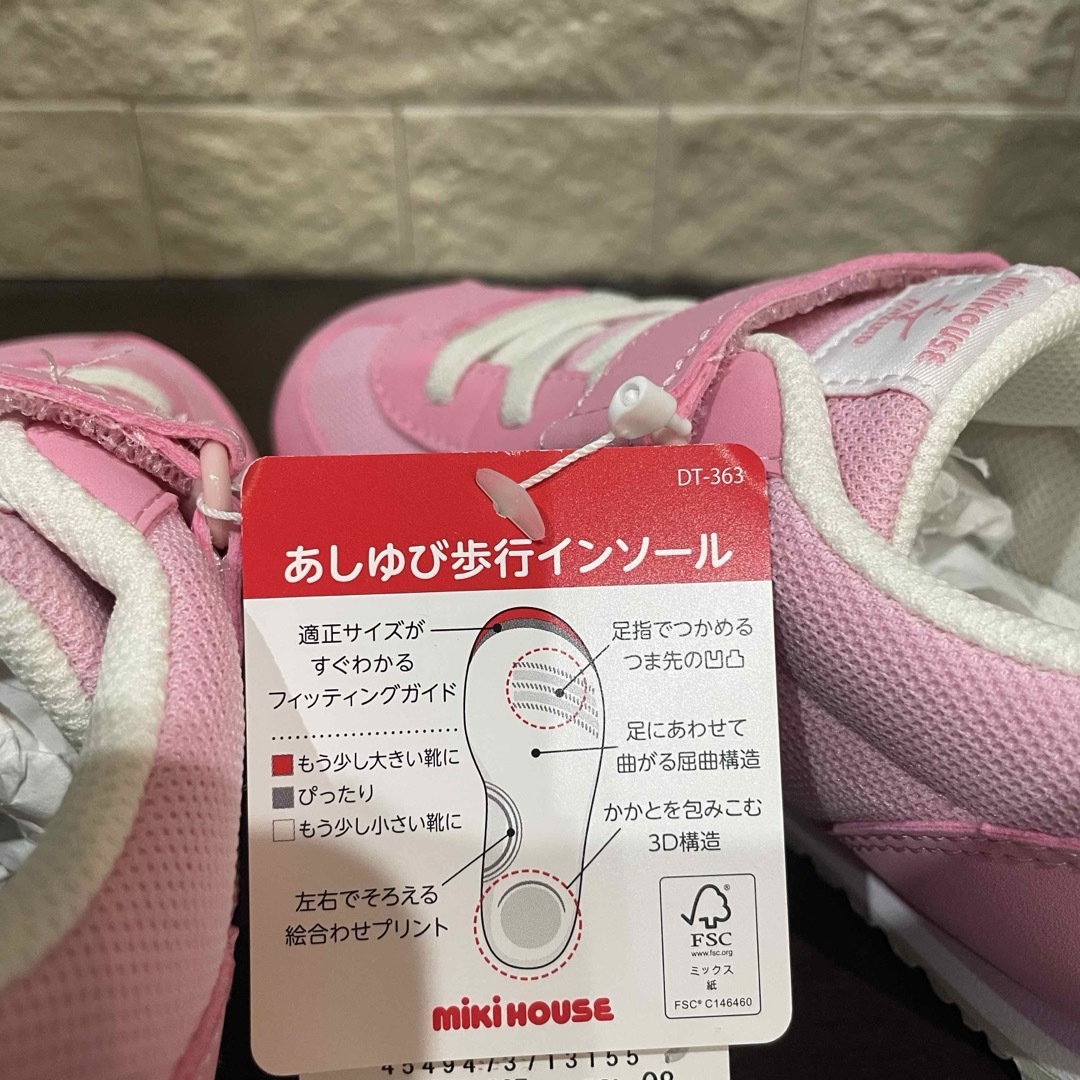 DT-363
あしゆび歩行インソール
適正サイズが
すぐわかる
フィッティングガイド
もう少し大きい靴に
ぴったり
もう少し小さい靴に
左右でそろえる
絵合わせプリント
足指でつかめる
つま先の凹凸
足にあわせて
曲がる屈曲構造
かかとを包みこむ
3D構造
FSC®
www.fsc.org
ミックス
紙
FSC® C146460
miki HOUSE
4549473713155
miki HOUSE